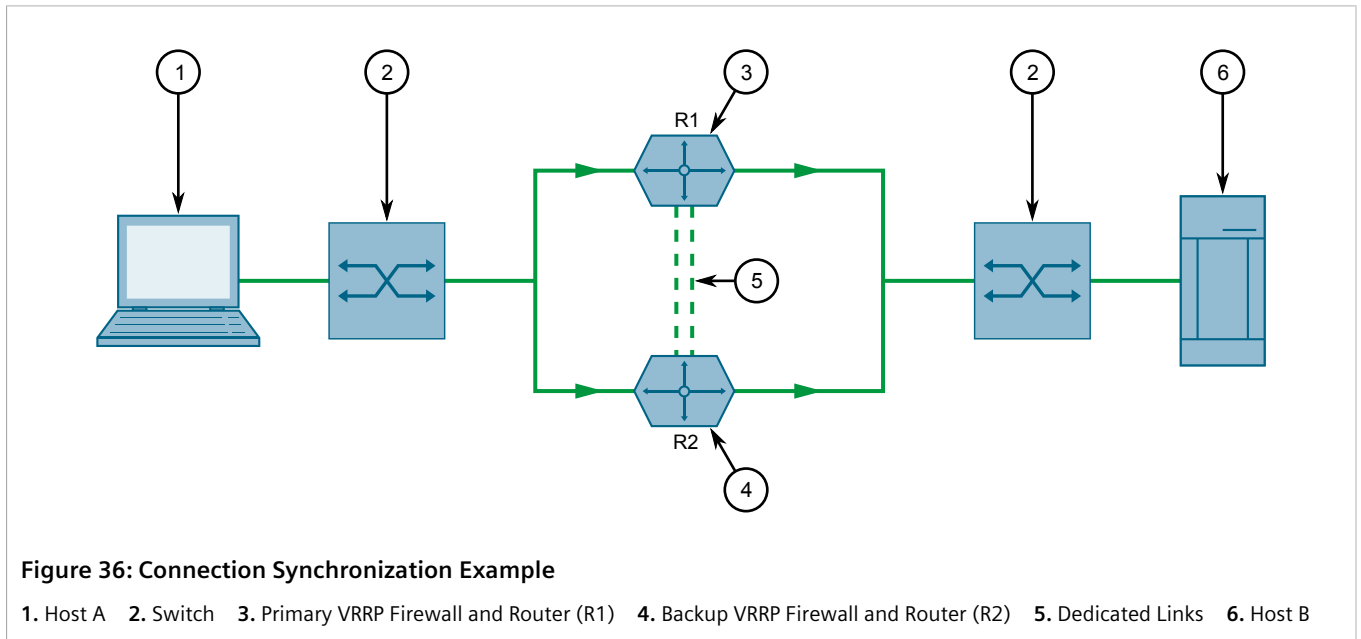 1
2
3
2
6
R1
5
R2
4
Figure 36: Connection Synchronization Example
1. Host A 2. Switch 3. Primary VRRP Firewall and Router (R1) 4. Backup VRRP Firewall and Router (R2) 5. Dedicated Links 6. Host B